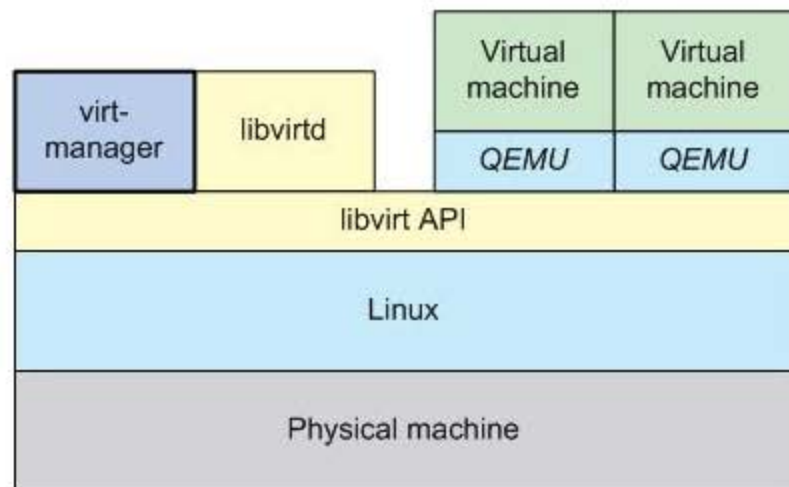 virt-
manager
libvirtd
Virtual
machine
Virtual
machine
QEMU
QEMU
libvirt API
Linux
Physical machine